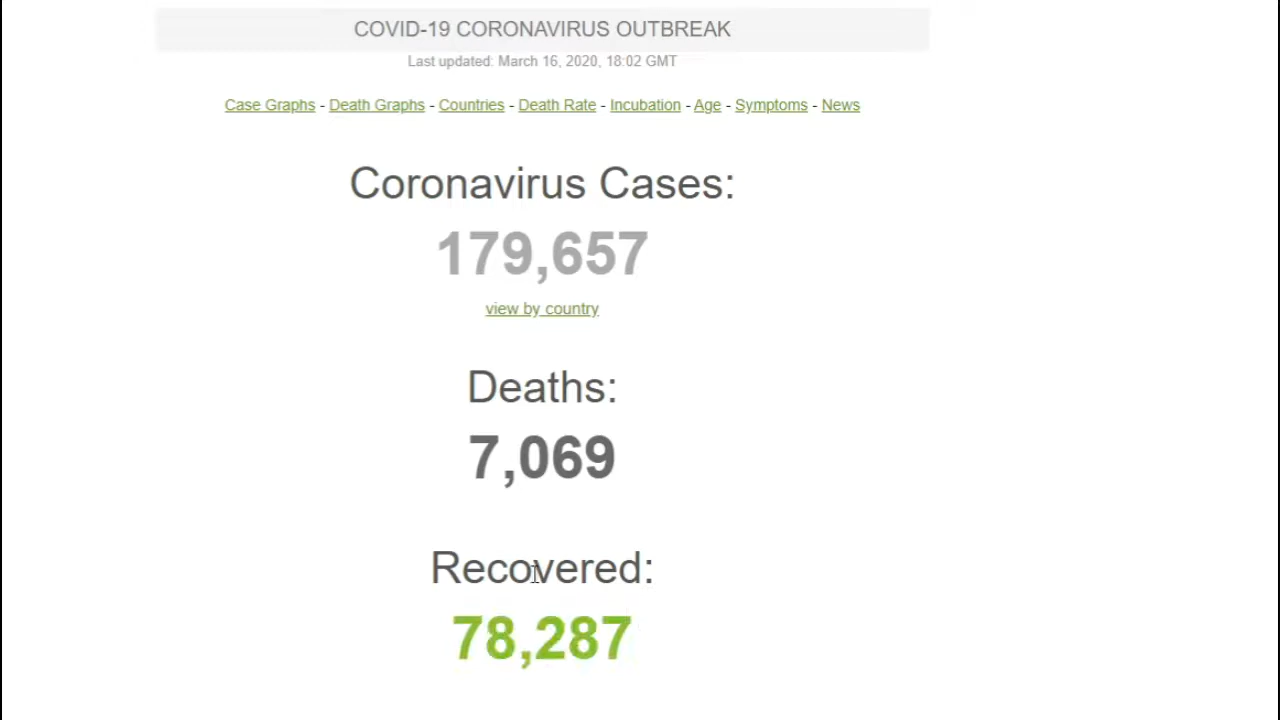 COVID-19 CORONAVIRUS OUTBREAK
Last updated: March 16, 2020, 18:02 GMT
Case Graphs - Death Graphs - Countries - Death Rate - Incubation - Age - Symptoms - News
Coronavirus Cases:
179,657
view by country
Deaths:
7,069
Recovered:
78,287